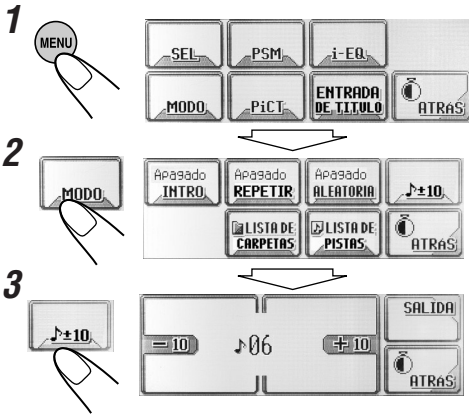 1
MENU
SEL PSM i-EQ
MODO PiCT ENTRADA DE TITULO ATRAS
2
MODO
Apagado INTRO Apagado REPETIR Apagado ALEATORIA ♪±10
LISTA DE CARPETAS LISTA DE PISTAS ATRAS
3
♪±10
SALIDA
− 10 ♪06 + 10
ATRAS